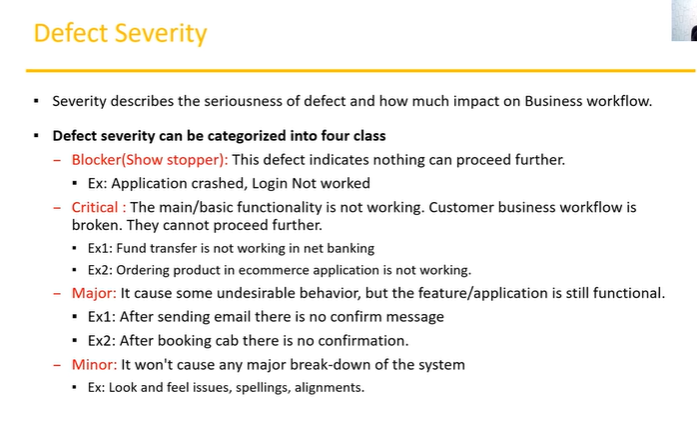 Defect Severity
▪ Severity describes the seriousness of defect and how much impact on Business workflow.
▪ Defect severity can be categorized into four class
– Blocker(Show stopper): This defect indicates nothing can proceed further.
▪ Ex: Application crashed, Login Not worked
– Critical : The main/basic functionality is not working. Customer business workflow is
broken. They cannot proceed further.
▪ Ex1: Fund transfer is not working in net banking
▪ Ex2: Ordering product in ecommerce application is not working.
– Major: It cause some undesirable behavior, but the feature/application is still functional.
▪ Ex1: After sending email there is no confirm message
▪ Ex2: After booking cab there is no confirmation.
– Minor: It won't cause any major break-down of the system
▪ Ex: Look and feel issues, spellings, alignments.